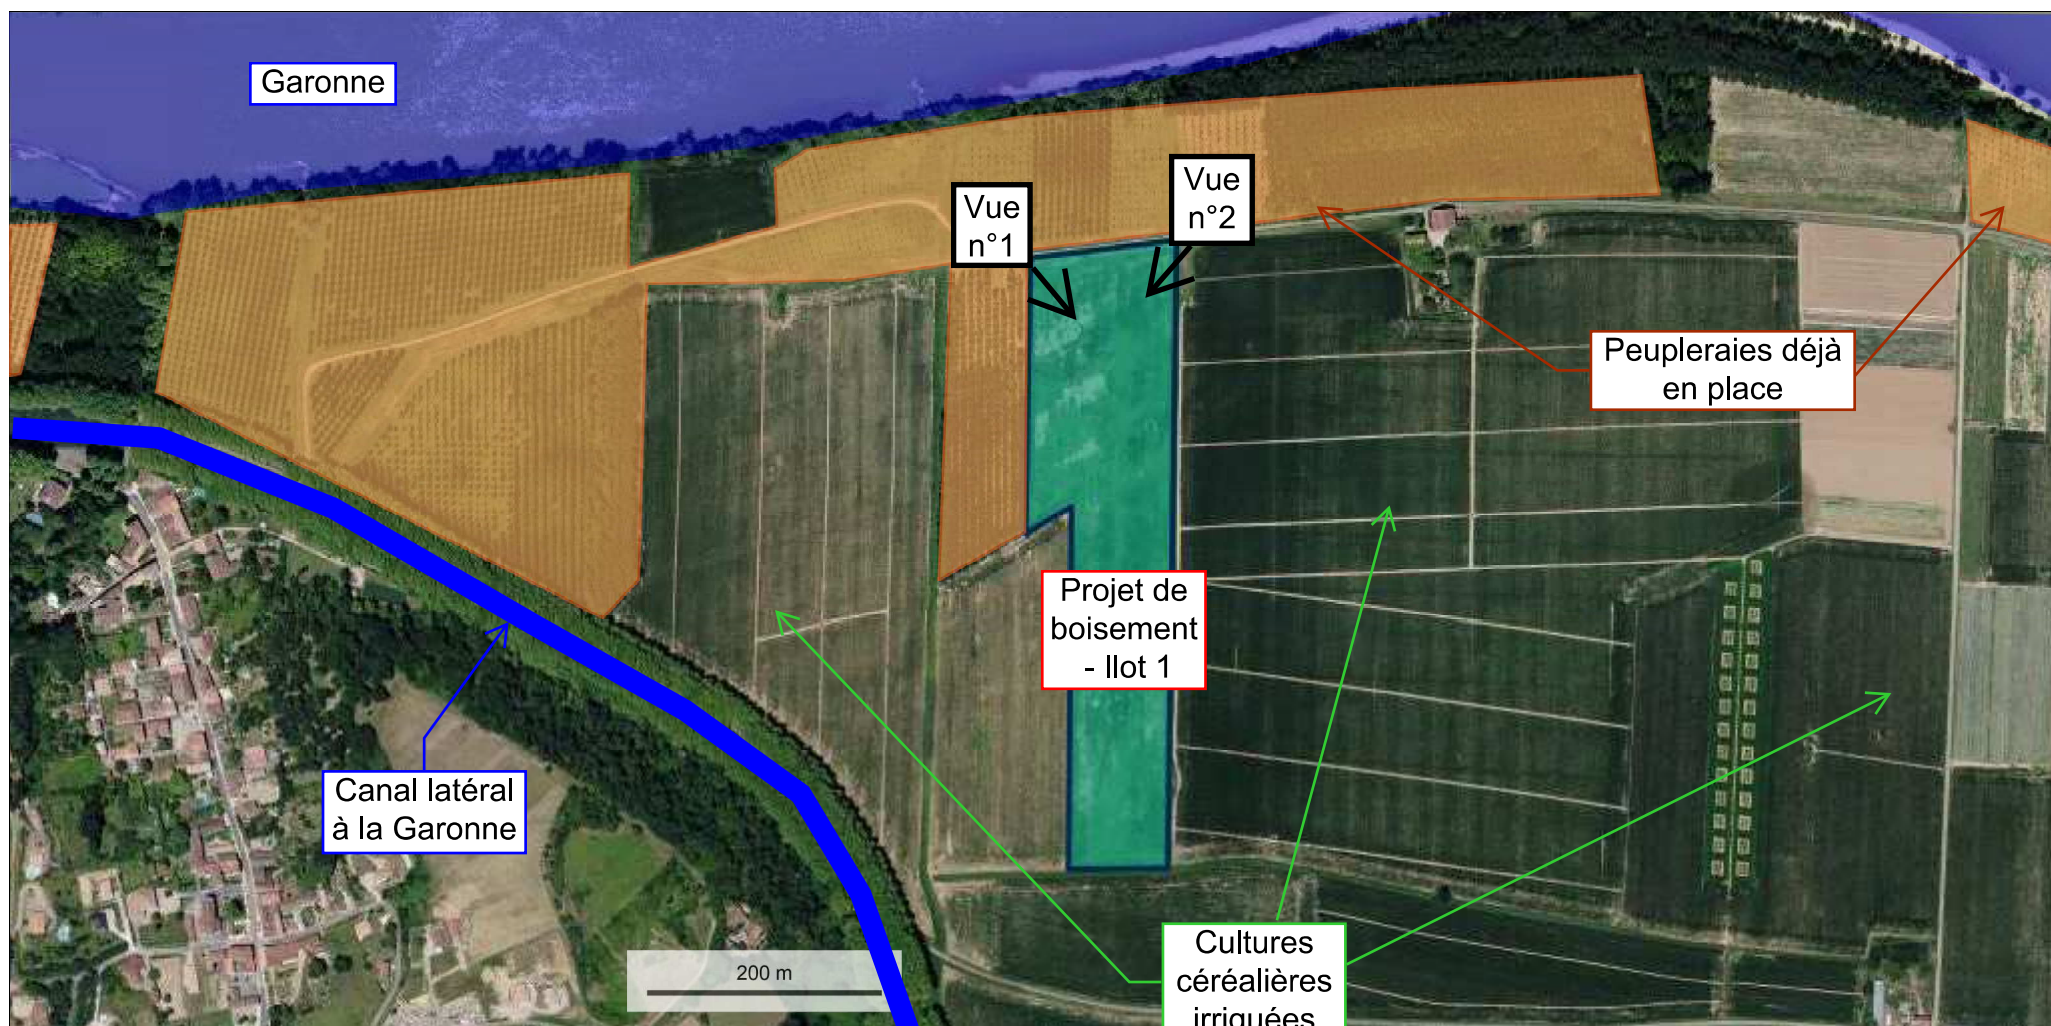 Garonne
Vue
n°1
Vue
n°2
Peupleraies déjà
en place
Projet de
boisement
- Ilot 1
Canal latéral
à la Garonne
200 m
Cultures
céréalières
irriguées